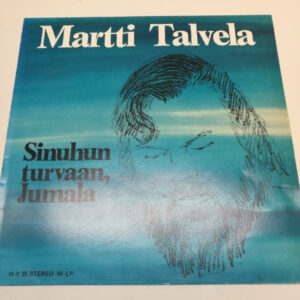 Martti Talvela
Sinuhun
turvaan,
Jumala
H-Y 35 STEREO-M-LP